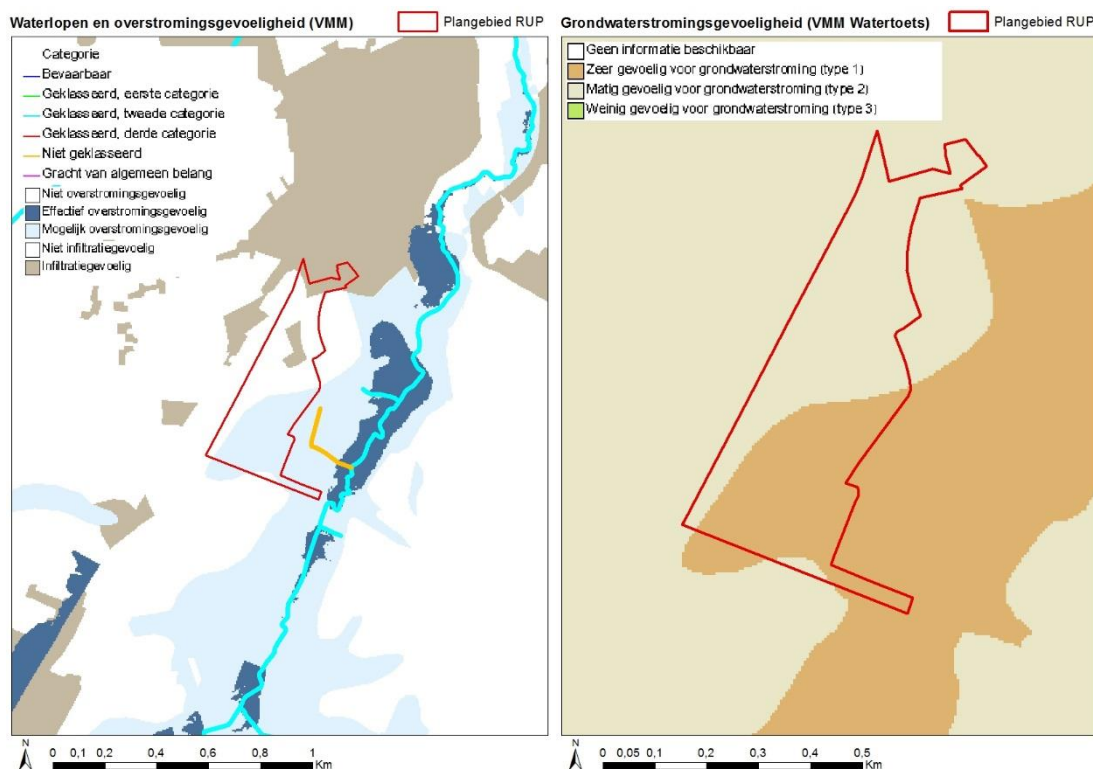 Waterlopen en overstromingsgevoeligheid (VMM) Plangebied RUP
Categorie
Bevaarbaar
Geklasseerd, eerste categorie
Geklasseerd, tweede categorie
Geklasseerd, derde categorie
Niet geklasseerd
Gracht van algemeen belang
Niet overstromingsgevoelig
Effectief overstromingsgevoelig
Mogelijk overstromingsgevoelig
Niet infiltratiegevoelig
Infiltratiegevoelig
N
0 0,2 0,4 0,6 0,8 1
Km
Grondwaterstromingsgevoeligheid (VMM Watertoets) Plangebied RUP
Geen informatie beschikbaar
Zeer gevoelig voor grondwaterstroming (type 1)
Matig gevoelig voor grondwaterstroming (type 2)
Weinig gevoelig voor grondwaterstroming (type 3)
N
0 0,05 0,1 0,2 0,3 0,4 0,5
Km